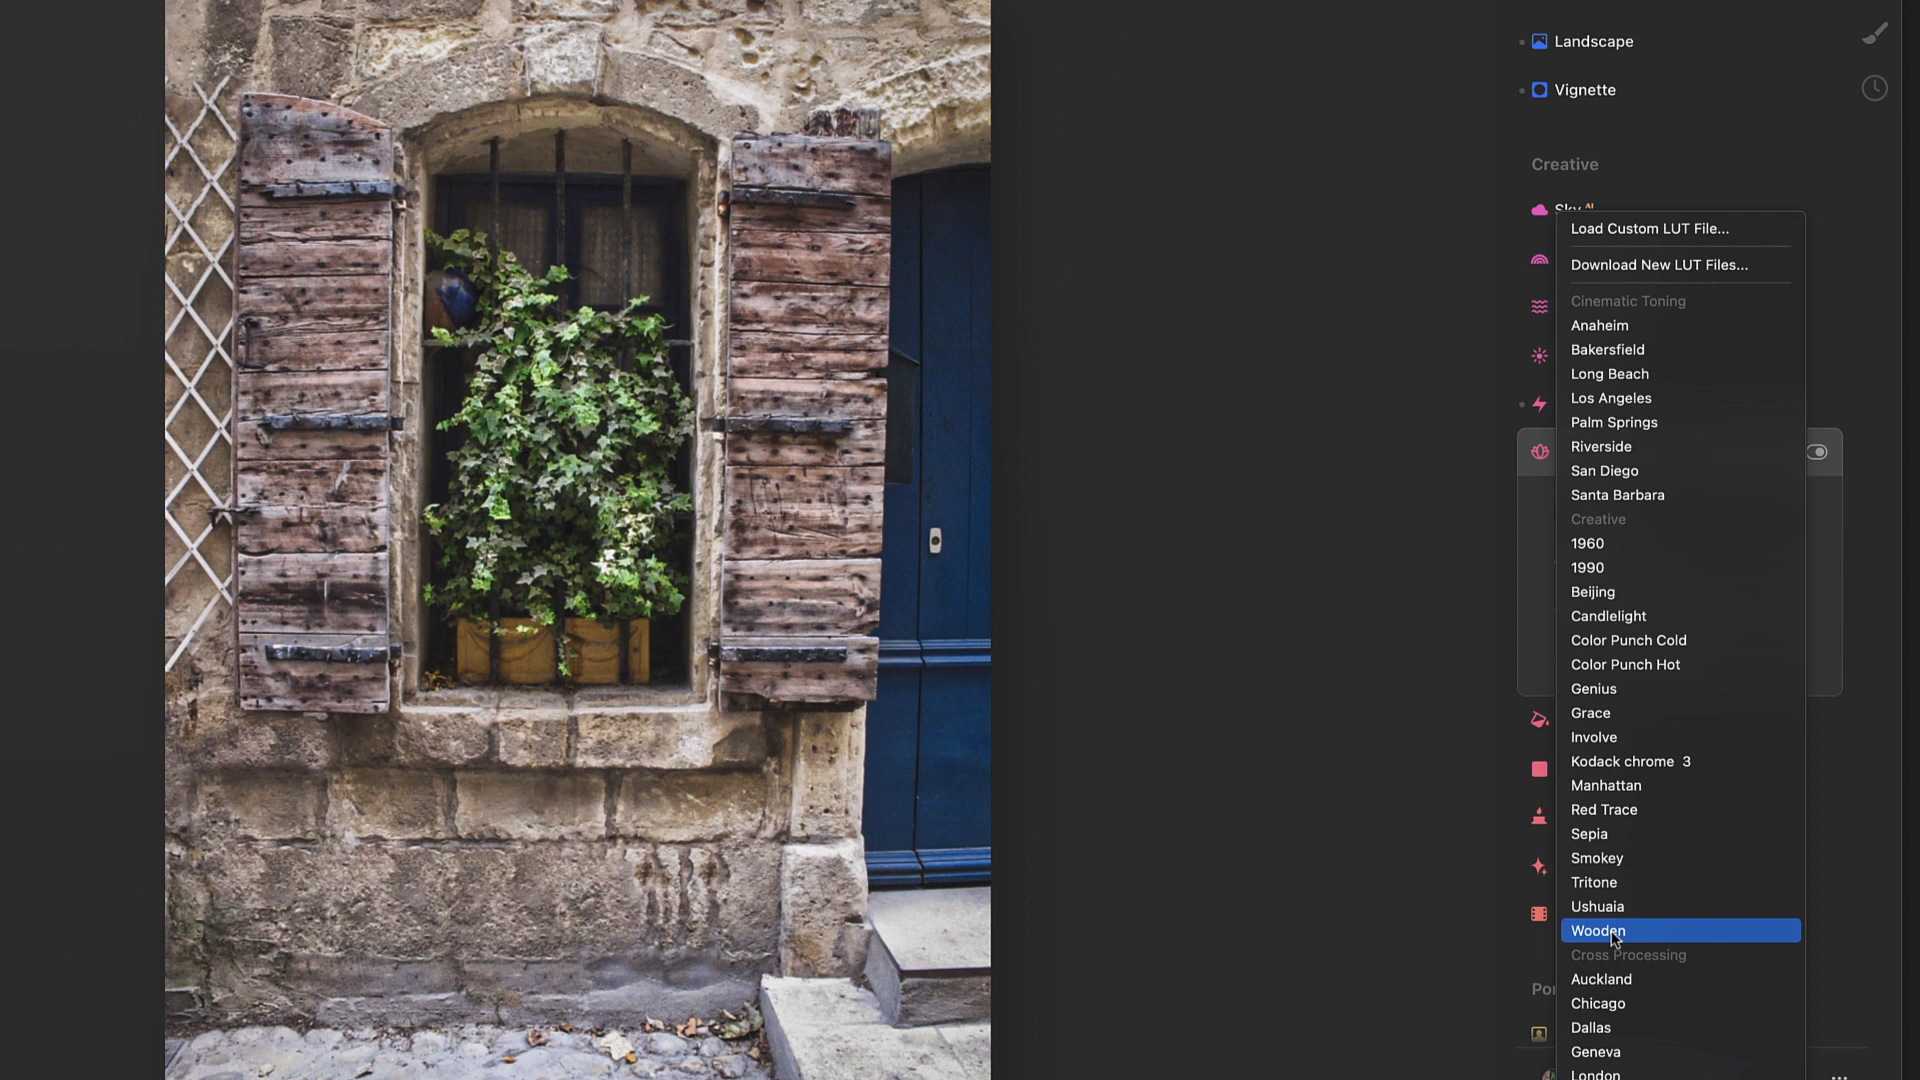 Landscape
Vignette
Creative
Sky AI
Load Custom LUT File...
Download New LUT Files...
Cinematic Toning
Anaheim
Bakersfield
Long Beach
Los Angeles
Palm Springs
Riverside
San Diego
Santa Barbara
Creative
1960
1990
Beijing
Candlelight
Color Punch Cold
Color Punch Hot
Genius
Grace
Involve
Kodack chrome 3
Manhattan
Red Trace
Sepia
Smokey
Tritone
Ushuaia
Wooden
Cross Processing
Auckland
Por
Chicago
Dallas
Geneva
London